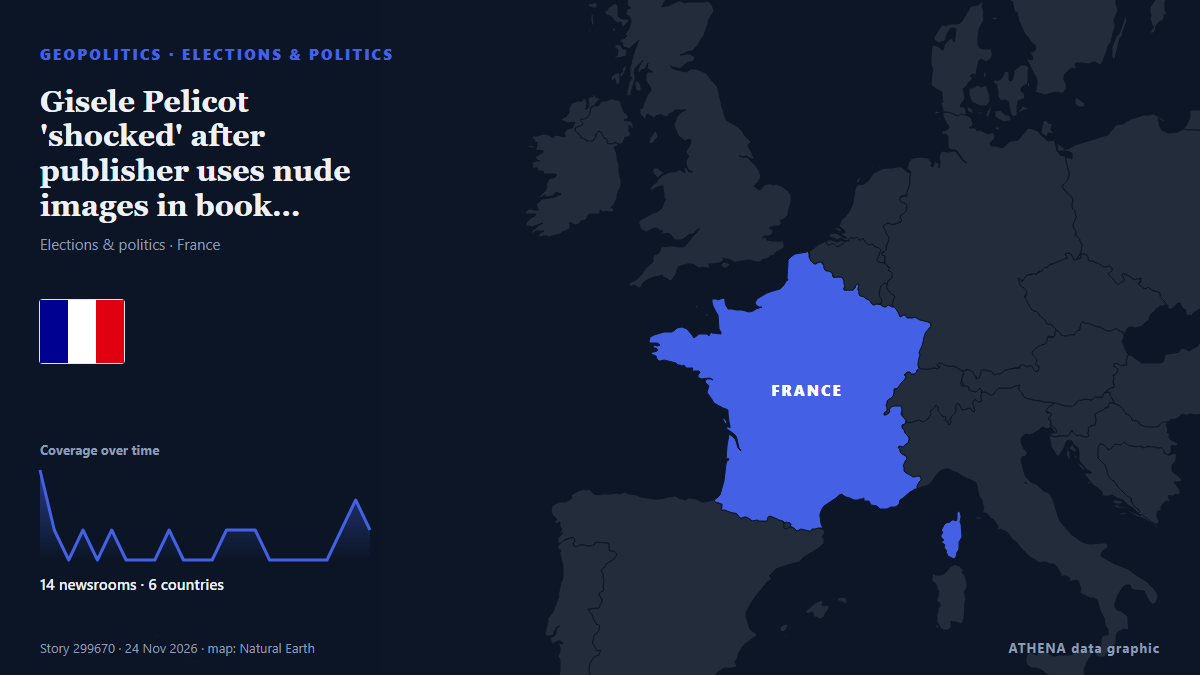 GEOPOLITICS · ELECTIONS & POLITICS
Gisele Pelicot
'shocked' after
publisher uses nude
images in book...
Elections & politics · France
FRANCE
Coverage over time
14 newsrooms · 6 countries
Story 299670 · 24 Nov 2026 · map: Natural Earth
ATHENA data graphic